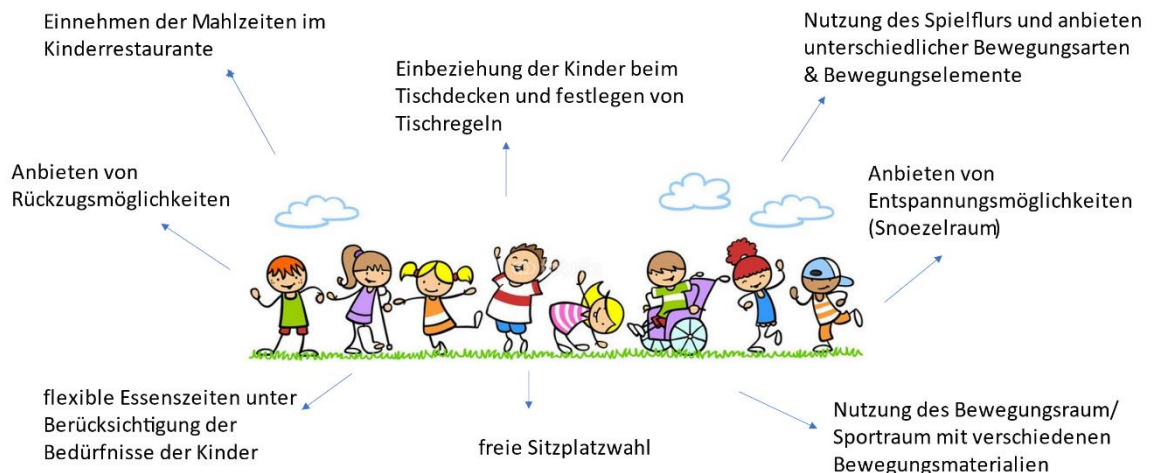 Einnehmen der Mahlzeiten im
Kinderrestaurante
Einbeziehung der Kinder beim
Tischdecken und festlegen von
Tischregeln
Nutzung des Spielflurs und anbieten
unterschiedlicher Bewegungsarten
& Bewegungselemente
Anbieten von
Rückzugsmöglichkeiten
Anbieten von
Entspannungsmöglichkeiten
(Snoezelraum)
flexible Essenszeiten unter
Berücksichtigung der
Bedürfnisse der Kinder
freie Sitzplatzwahl
Nutzung des Bewegungsraum/
Sportraum mit verschiedenen
Bewegungsmaterialien